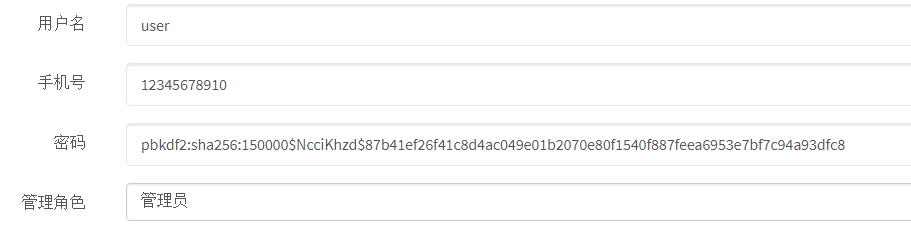 用户名 user
手机号 12345678910
密码 pbkdf2:sha256:150000$NcciKhzd$87b41ef26f41c8d4ac049e01b2070e80f1540f887feea6953e7bf7c94a93dfc8
管理角色 管理员